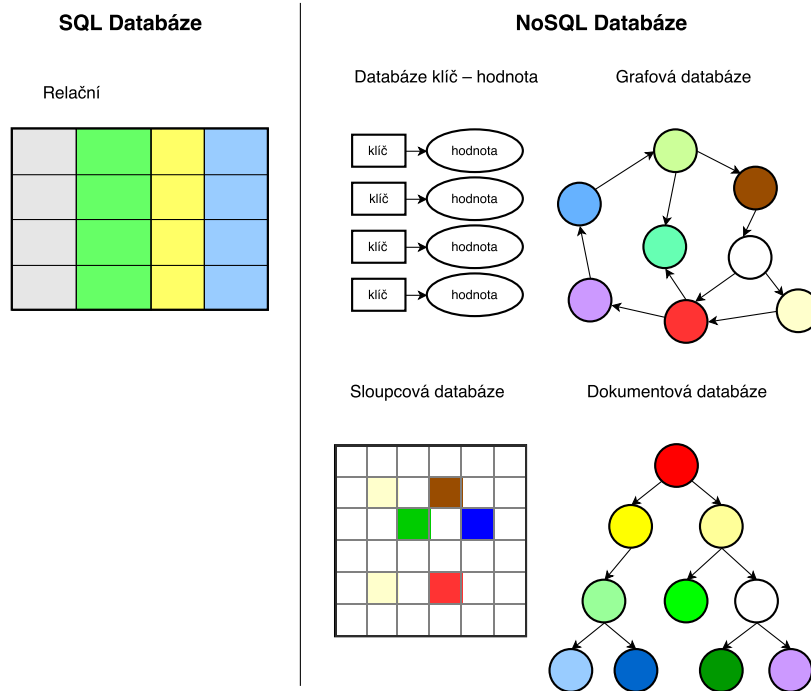 SQL Databáze
NoSQL Databáze
Relační
Databáze klíč – hodnota
Grafová databáze
klíč hodnota
klíč hodnota
klíč hodnota
klíč hodnota
Sloupcová databáze
Dokumentová databáze